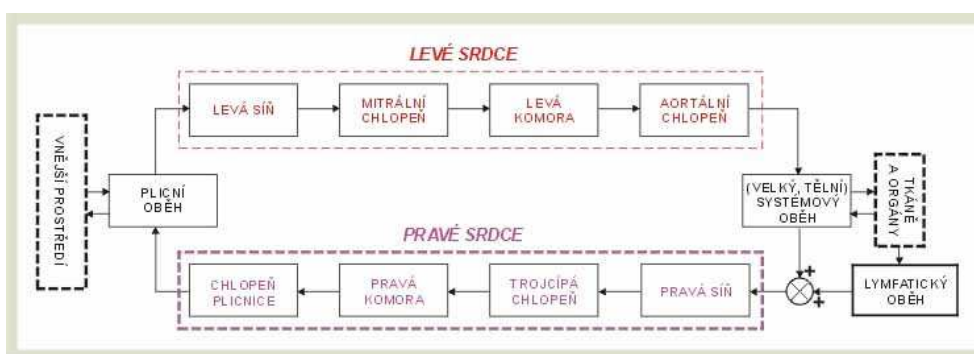 LEVÉ SRDCE
LEVÁ SÍŇ
MITRÁLNÍ
CHLOPEŇ
LEVÁ
KOMORA
AORTÁLNÍ
CHLOPEŇ
VNĚJŠÍ PROSTŘEDÍ
PLICNÍ
OBĚH
(VELKÝ, TĚLNÍ)
SYSTÉMOVÝ
OBĚH
TKÁNĚ
A ORGÁNY
PRAVÉ SRDCE
CHLOPEŇ
PLICNICE
PRAVÁ
KOMORA
TROJCÍPÁ
CHLOPEŇ
PRAVÁ SÍŇ
+
+
LYMFATICKÝ
OBĚH